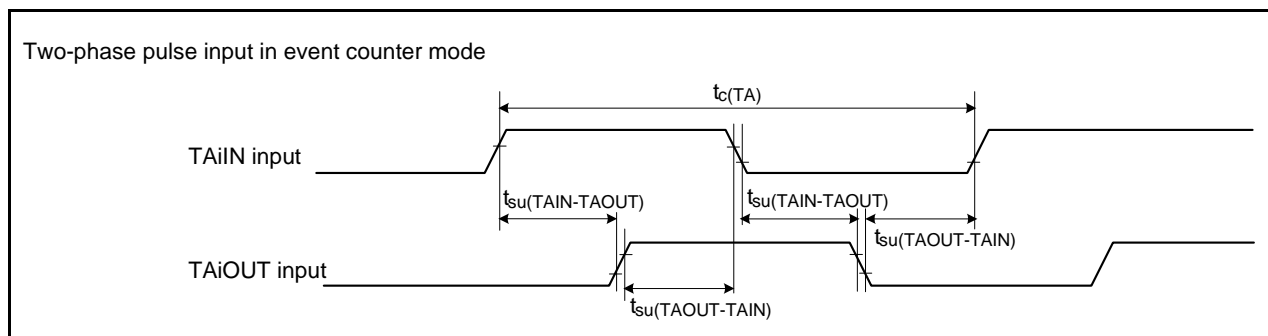 Two-phase pulse input in event counter mode
tc(TA)
TAiIN input
tsu(TAIN-TAOUT)
tsu(TAIN-TAOUT)
tsu(TAOUT-TAIN)
TAiOUT input
tsu(TAOUT-TAIN)